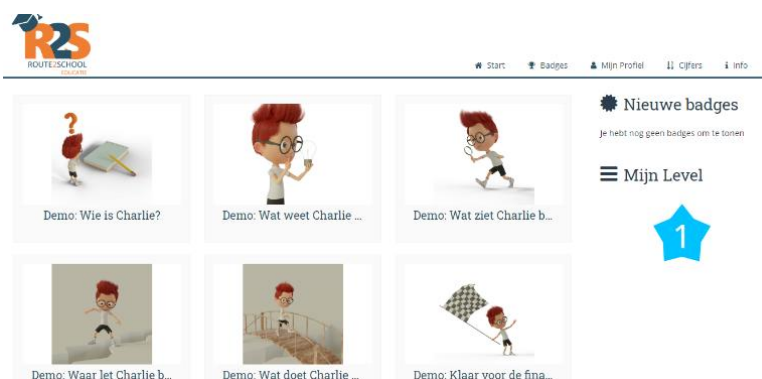 R2S
ROUTE2SCHOOL
EDUCATIE
Start
Badges
Mijn Profiel
Cijfers
Info
Demo: Wie is Charlie?
Demo: Wat weet Charlie ...
Demo: Wat ziet Charlie b...
Nieuwe badges
Je hebt nog geen badges om te tonen
Mijn Level
1
Demo: Waar let Charlie b...
Demo: Wat doet Charlie ...
Demo: Klaar voor de fina...